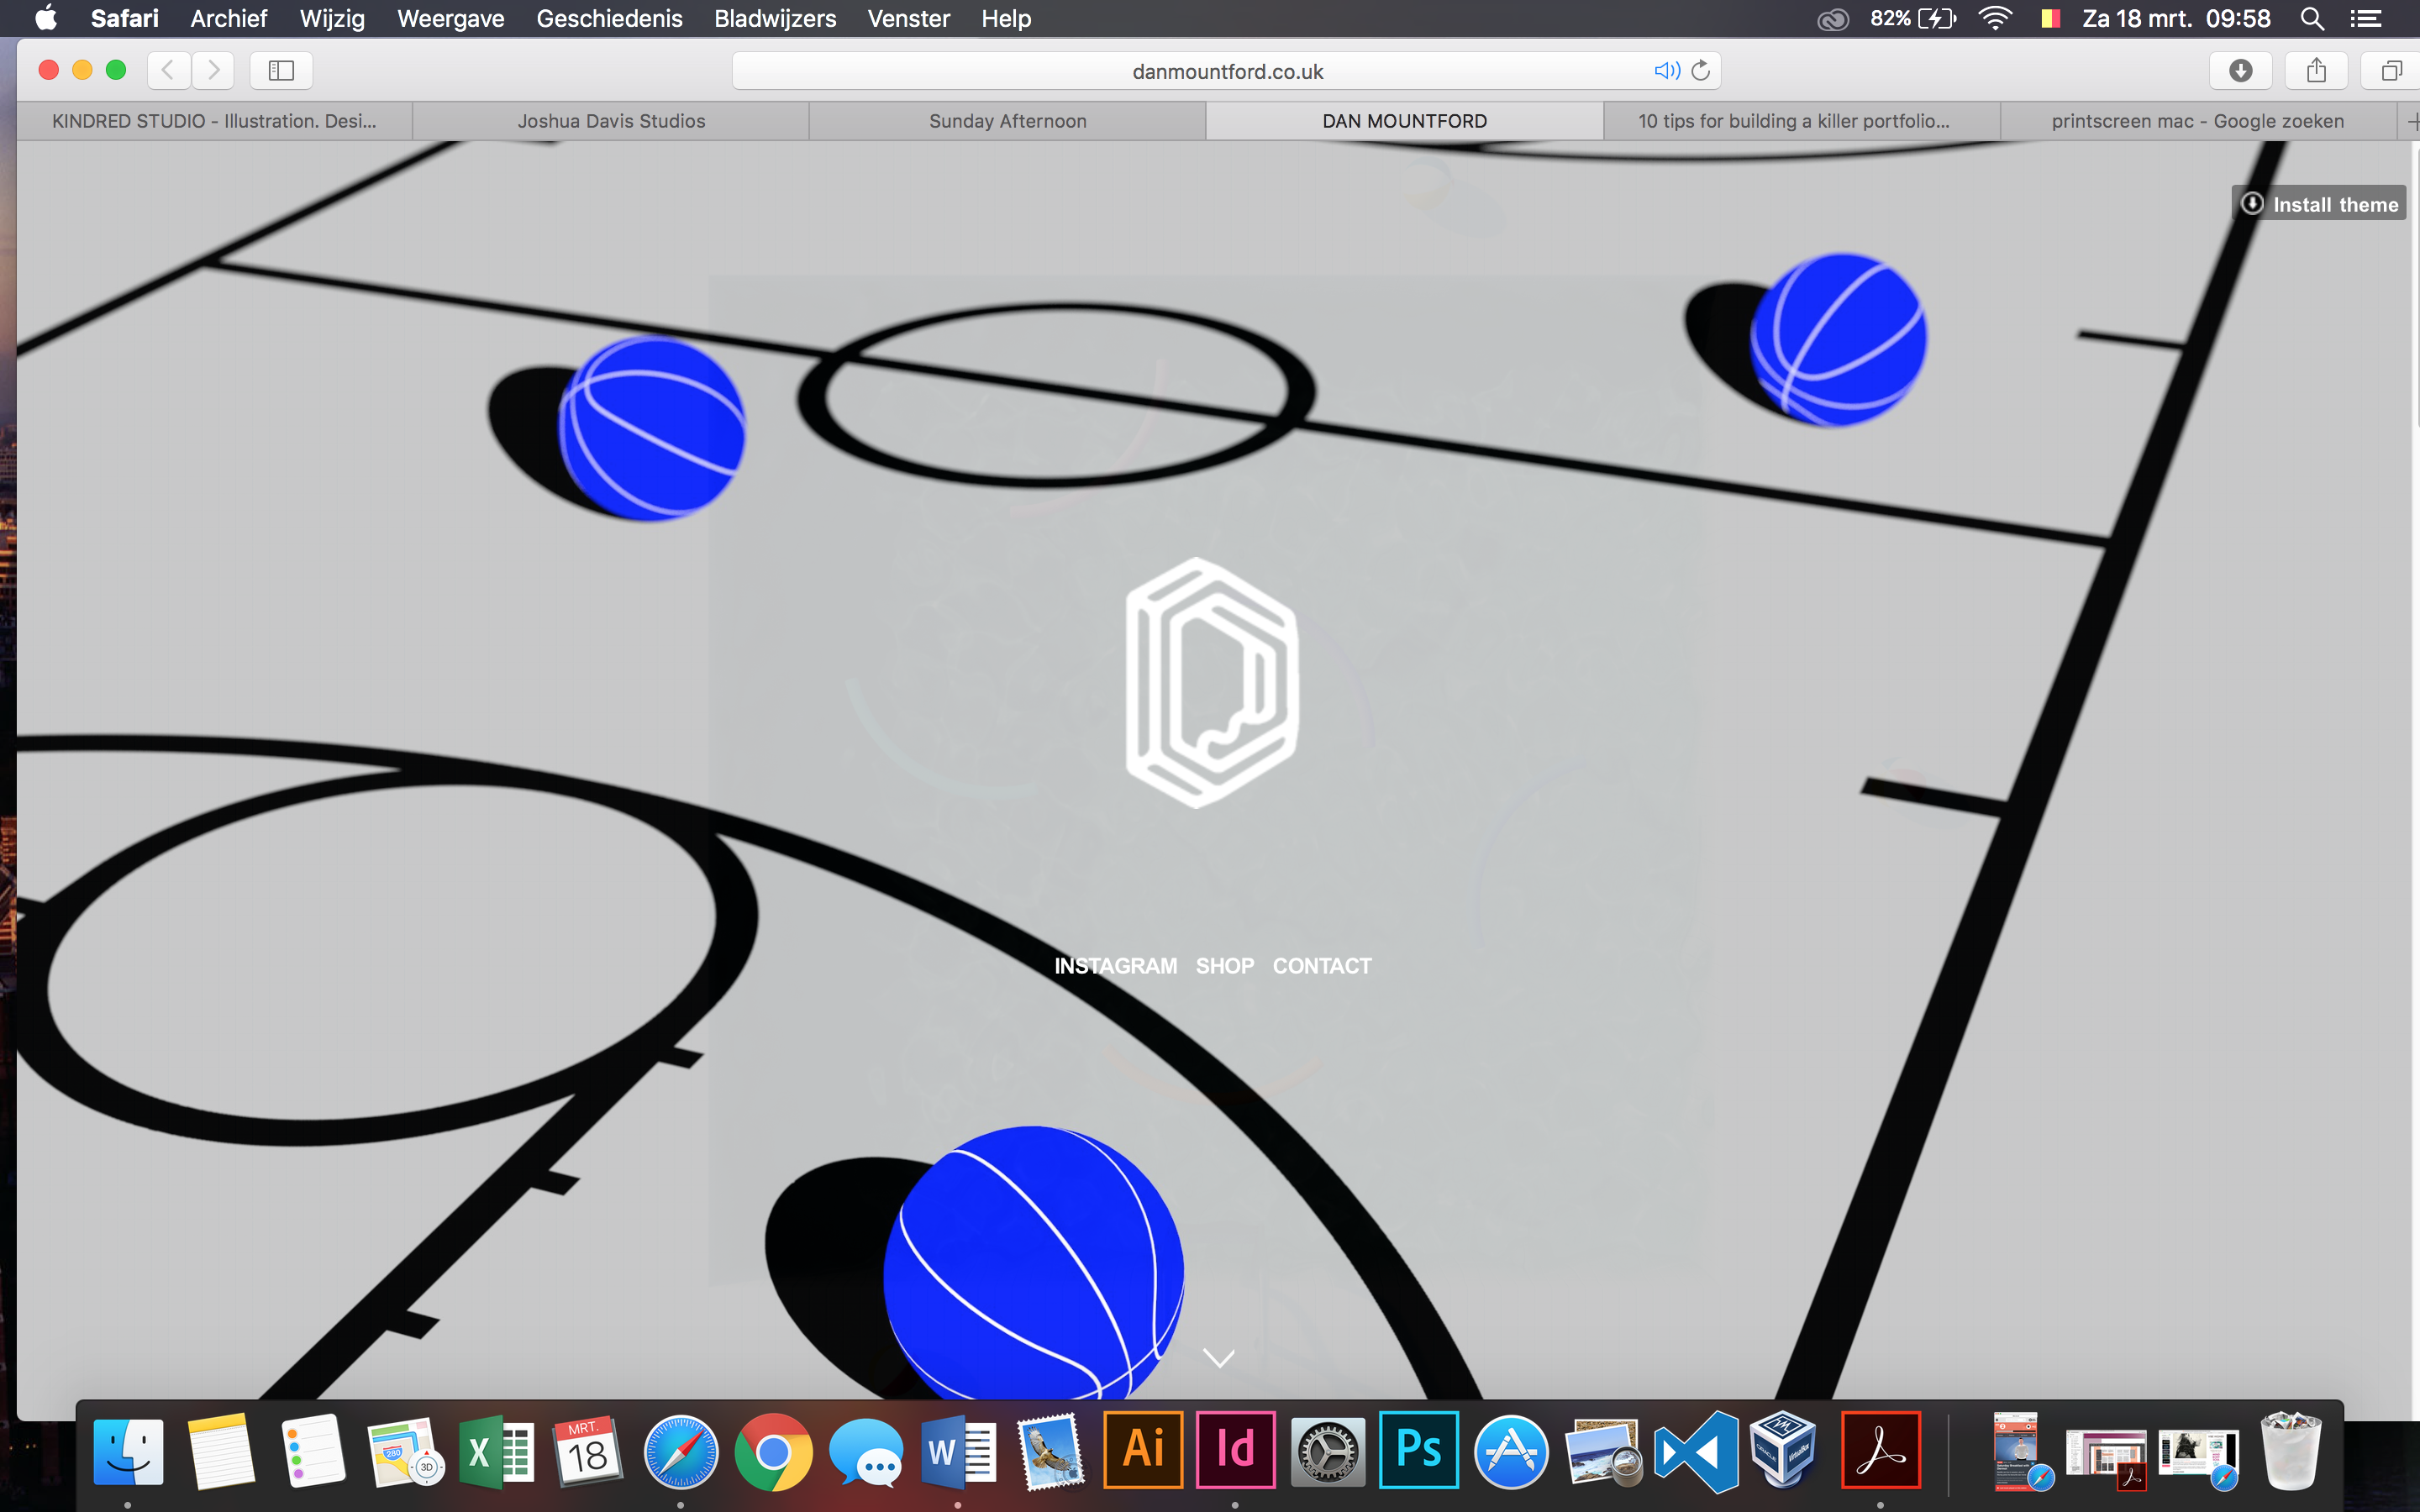 Safari Archief Wijzig Weergave Geschiedenis Bladwijzers Venster Help 82% Za 18 mrt. 09:58
danmountford.co.uk
KINDRED STUDIO - Illustration. Desi... Joshua Davis Studios Sunday Afternoon DAN MOUNTFORD 10 tips for building a killer portfolio... printscreen mac - Google zoeken
Install theme
INSTAGRAM SHOP CONTACT
280 3D X MRT. 18 W Ai Id Ps